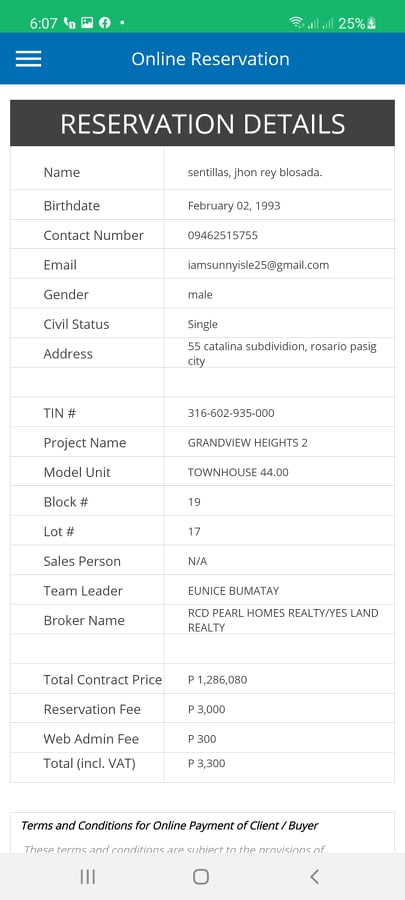 6:07 25%
Online Reservation
RESERVATION DETAILS
Name sentillas, jhon rey blosada.
Birthdate February 02, 1993
Contact Number 09462515755
Email iamsunnyisle25@gmail.com
Gender male
Civil Status Single
Address 55 catalina subdividion, rosario pasig
city
TIN # 316-602-935-000
Project Name GRANDVIEW HEIGHTS 2
Model Unit TOWNHOUSE 44.00
Block # 19
Lot # 17
Sales Person N/A
Team Leader EUNICE BUMATAY
Broker Name RCD PEARL HOMES REALTY/YES LAND
REALTY
Total Contract Price P 1,286,080
Reservation Fee P 3,000
Web Admin Fee P 300
Total (incl. VAT) P 3,300
Terms and Conditions for Online Payment of Client / Buyer
These terms and conditions are subject to the provisions of